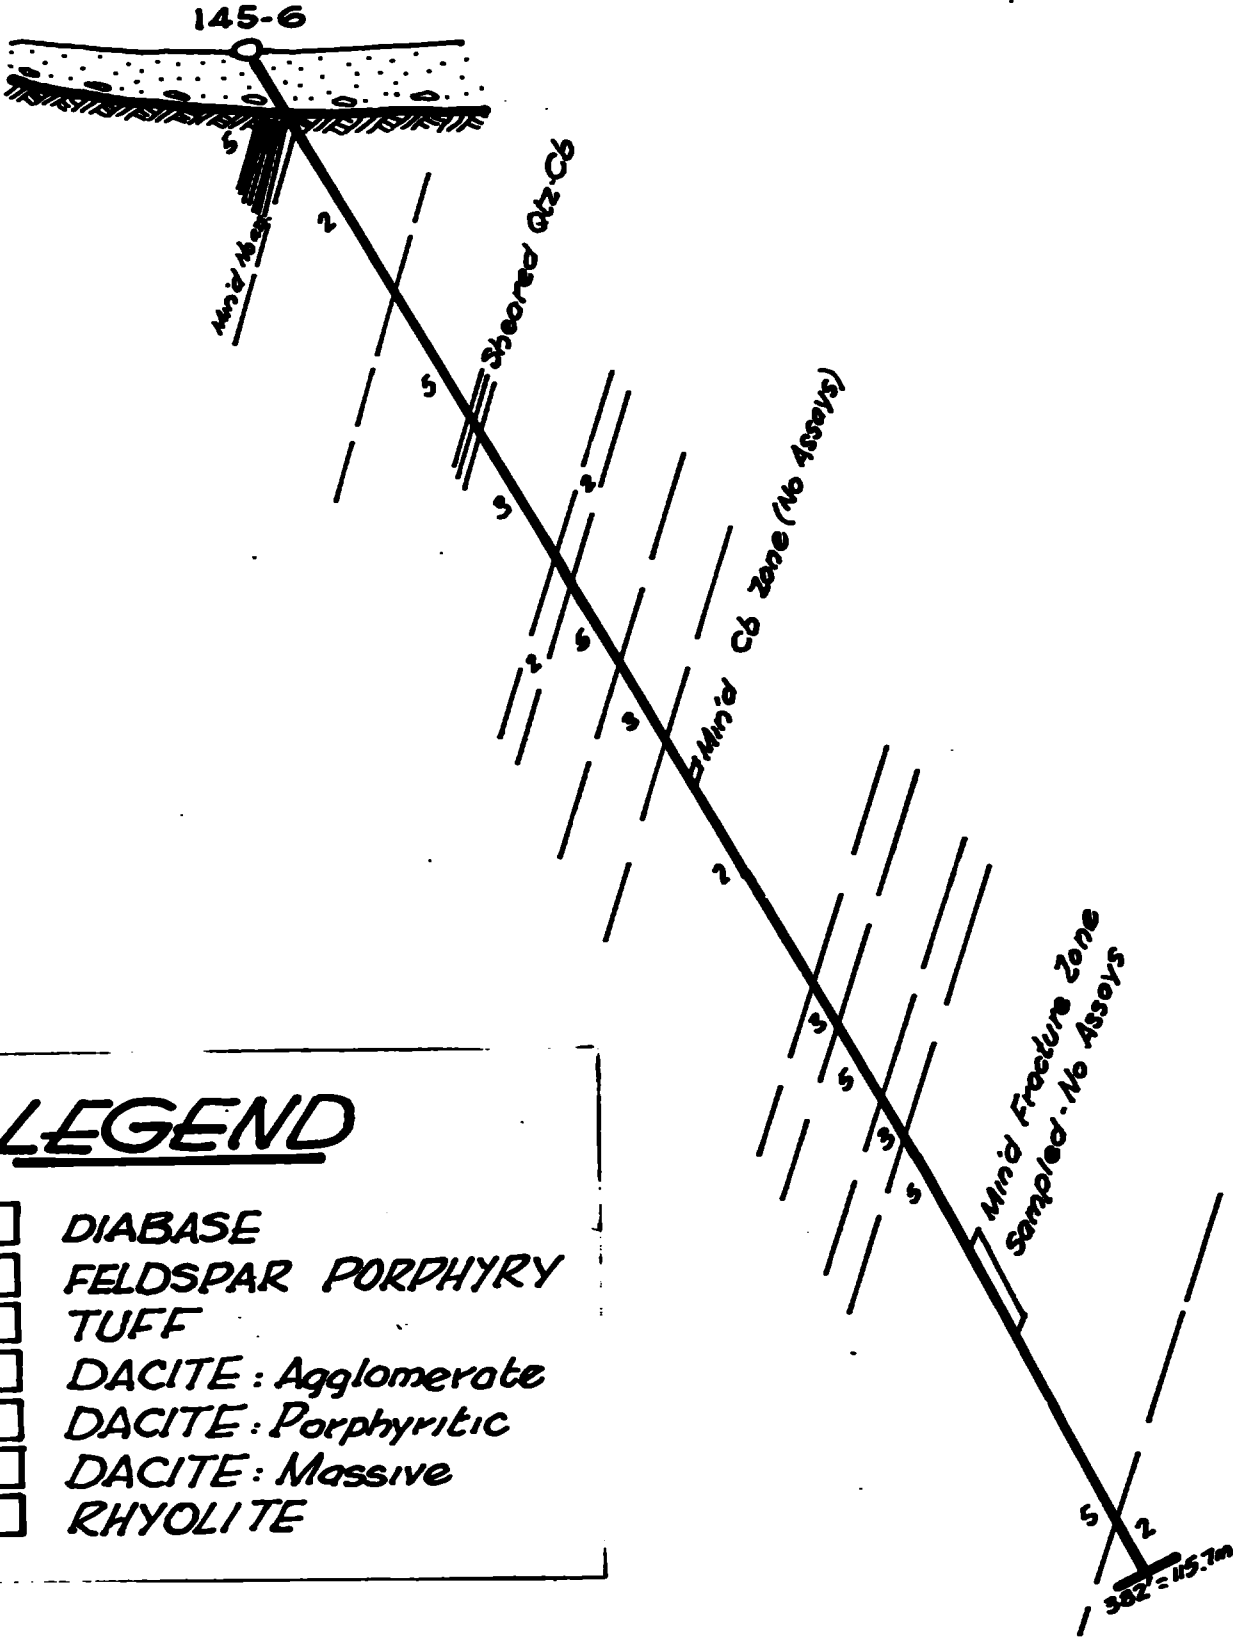 145-6
5
2
Sheared Qtz-Cb
5
3
2
5
2
3
Min'd Cb Zone (No Assays)
2
3
5
3
5
Min'd Fracture Zone
Sampled - No Assays
5
2
382' = 115.7m
LEGEND
DIABASE
FELDSPAR PORPHYRY
TUFF
DACITE: Agglomerate
DACITE: Porphyritic
DACITE: Massive
RHYOLITE